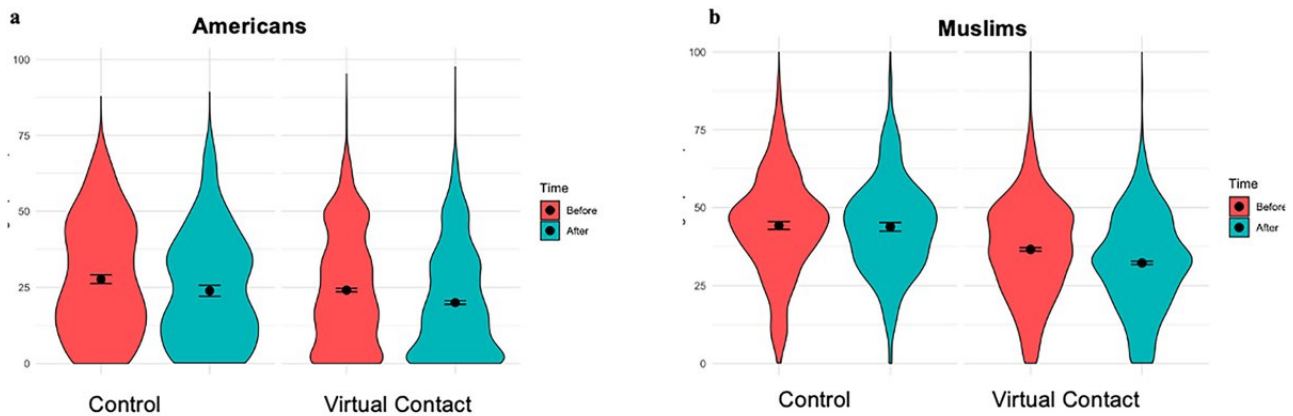 a
Americans
100
75
50
25
0
Control
Virtual Contact
Time
Before
After
b
Muslims
100
75
50
25
0
Control
Virtual Contact
Time
Before
After